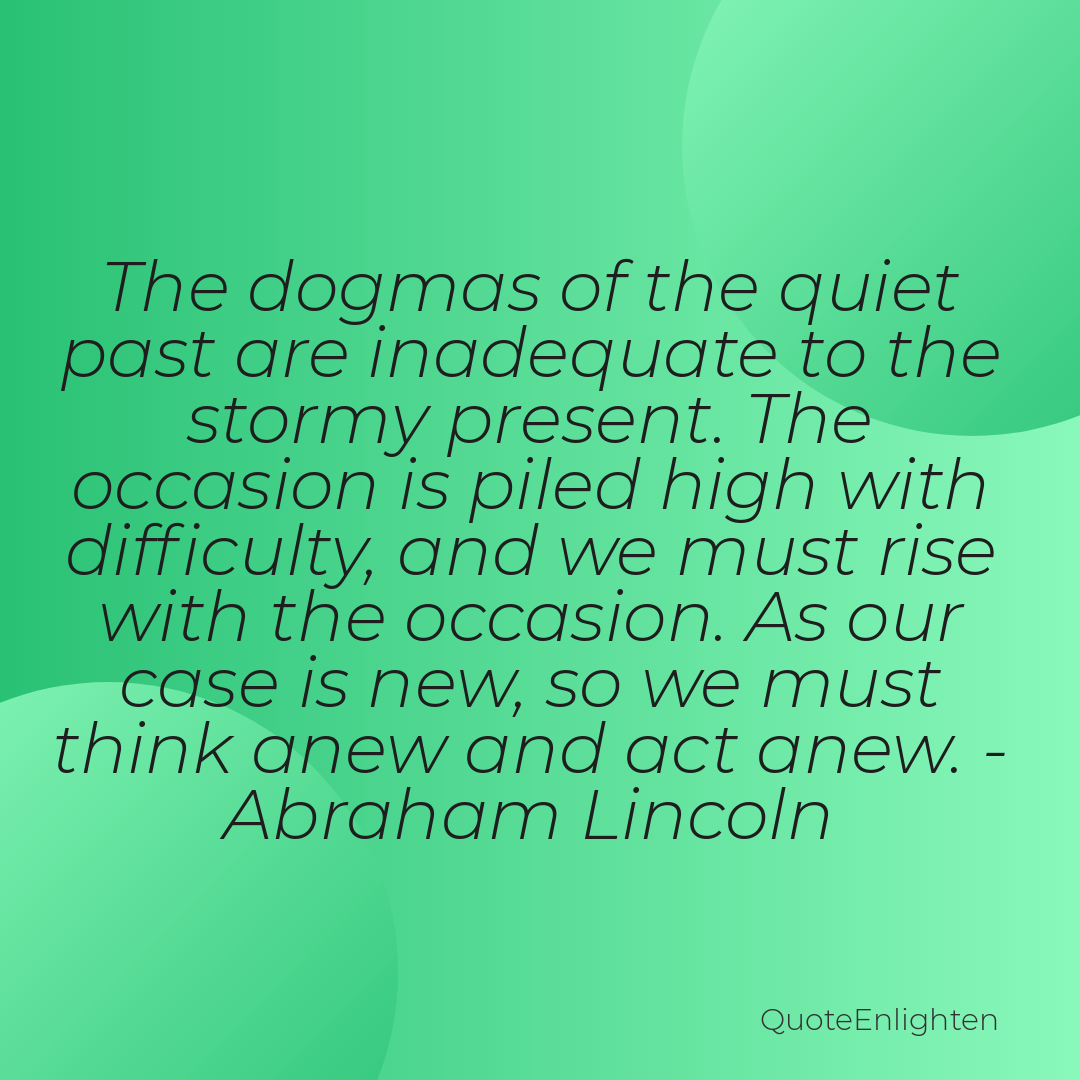 The dogmas of the quiet
past are inadequate to the
stormy present. The
occasion is piled high with
difficulty, and we must rise
with the occasion. As our
case is new, so we must
think anew and act anew. -
Abraham Lincoln
QuoteEnlighten